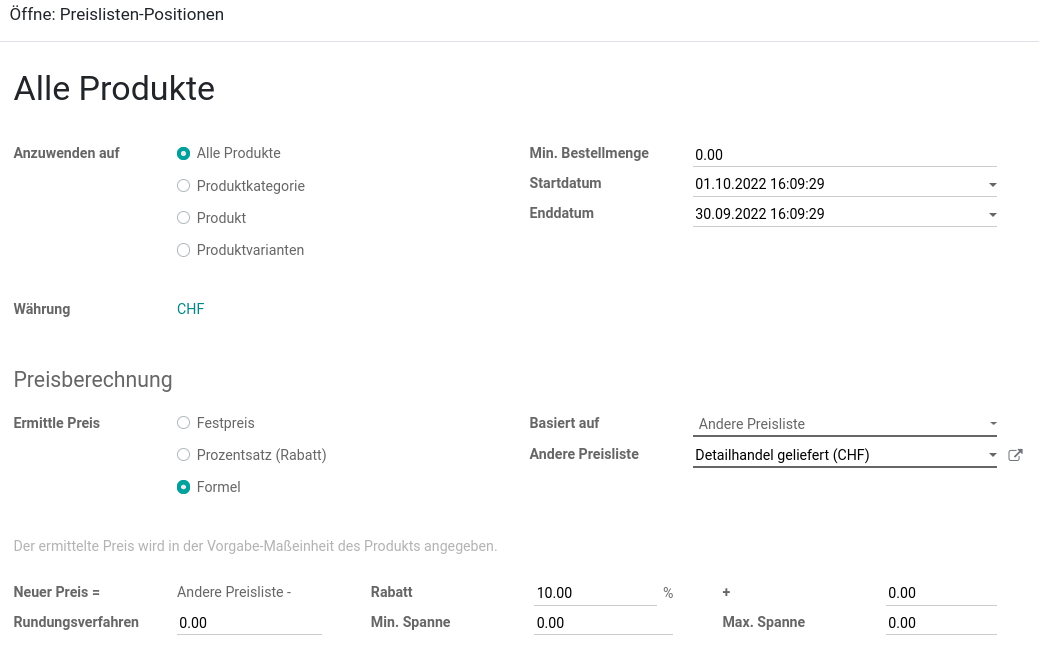 Öffne: Preislisten-Positionen
Alle Produkte
Anzuwenden auf
Alle Produkte
Produktkategorie
Produkt
Produktvarianten
Min. Bestellmenge 0.00
Startdatum 01.10.2022 16:09:29
Enddatum 30.09.2022 16:09:29
Währung CHF
Preisberechnung
Ermittle Preis
Festpreis
Prozentsatz (Rabatt)
Formel
Basiert auf Andere Preisliste
Andere Preisliste Detailhandel geliefert (CHF)
Der ermittelte Preis wird in der Vorgabe-Maßeinheit des Produkts angegeben.
Neuer Preis = Andere Preisliste - Rabatt 10.00 % + 0.00
Rundungsverfahren 0.00 Min. Spanne 0.00 Max. Spanne 0.00